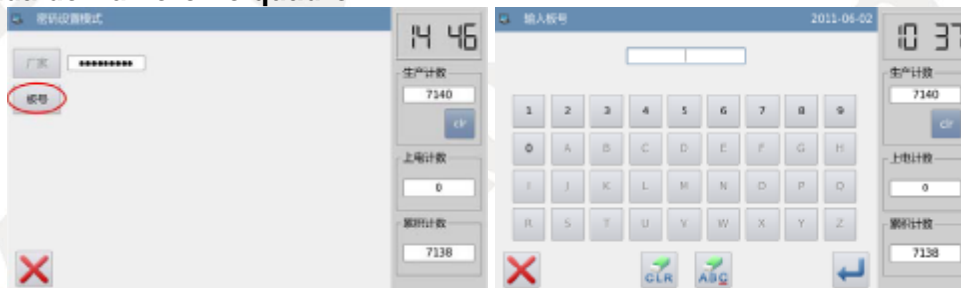 密码设置模式
14 46
厂家 *********
板号
生产计数
7140
clr
上电计数
0
累积计数
7138
输入板号 2011-06-02
10 37
1 2 3 4 5 6 7 8 9
0 A B C D E F G H
I J K L M N O P Q
R S T U V W X Y Z
CLR ABC
生产计数
7140
clr
上电计数
0
累积计数
7138